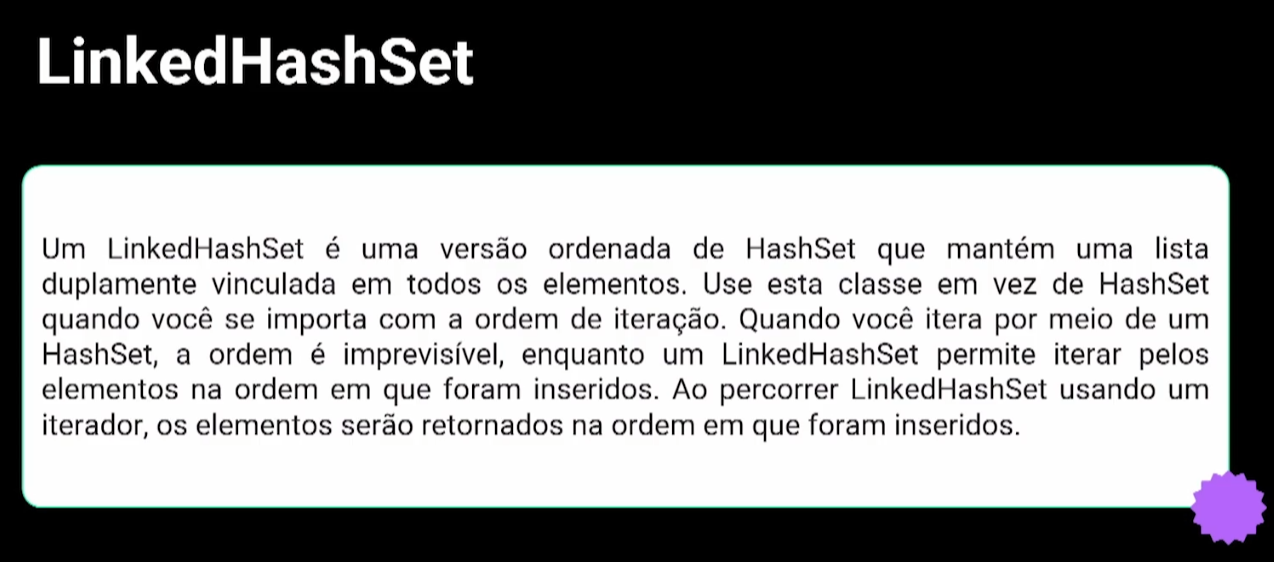 LinkedHashSet
Um LinkedHashSet é uma versão ordenada de HashSet que mantém uma lista
duplamente vinculada em todos os elementos. Use esta classe em vez de HashSet
quando você se importa com a ordem de iteração. Quando você itera por meio de um
HashSet, a ordem é imprevisível, enquanto um LinkedHashSet permite iterar pelos
elementos na ordem em que foram inseridos. Ao percorrer LinkedHashSet usando um
iterador, os elementos serão retornados na ordem em que foram inseridos.